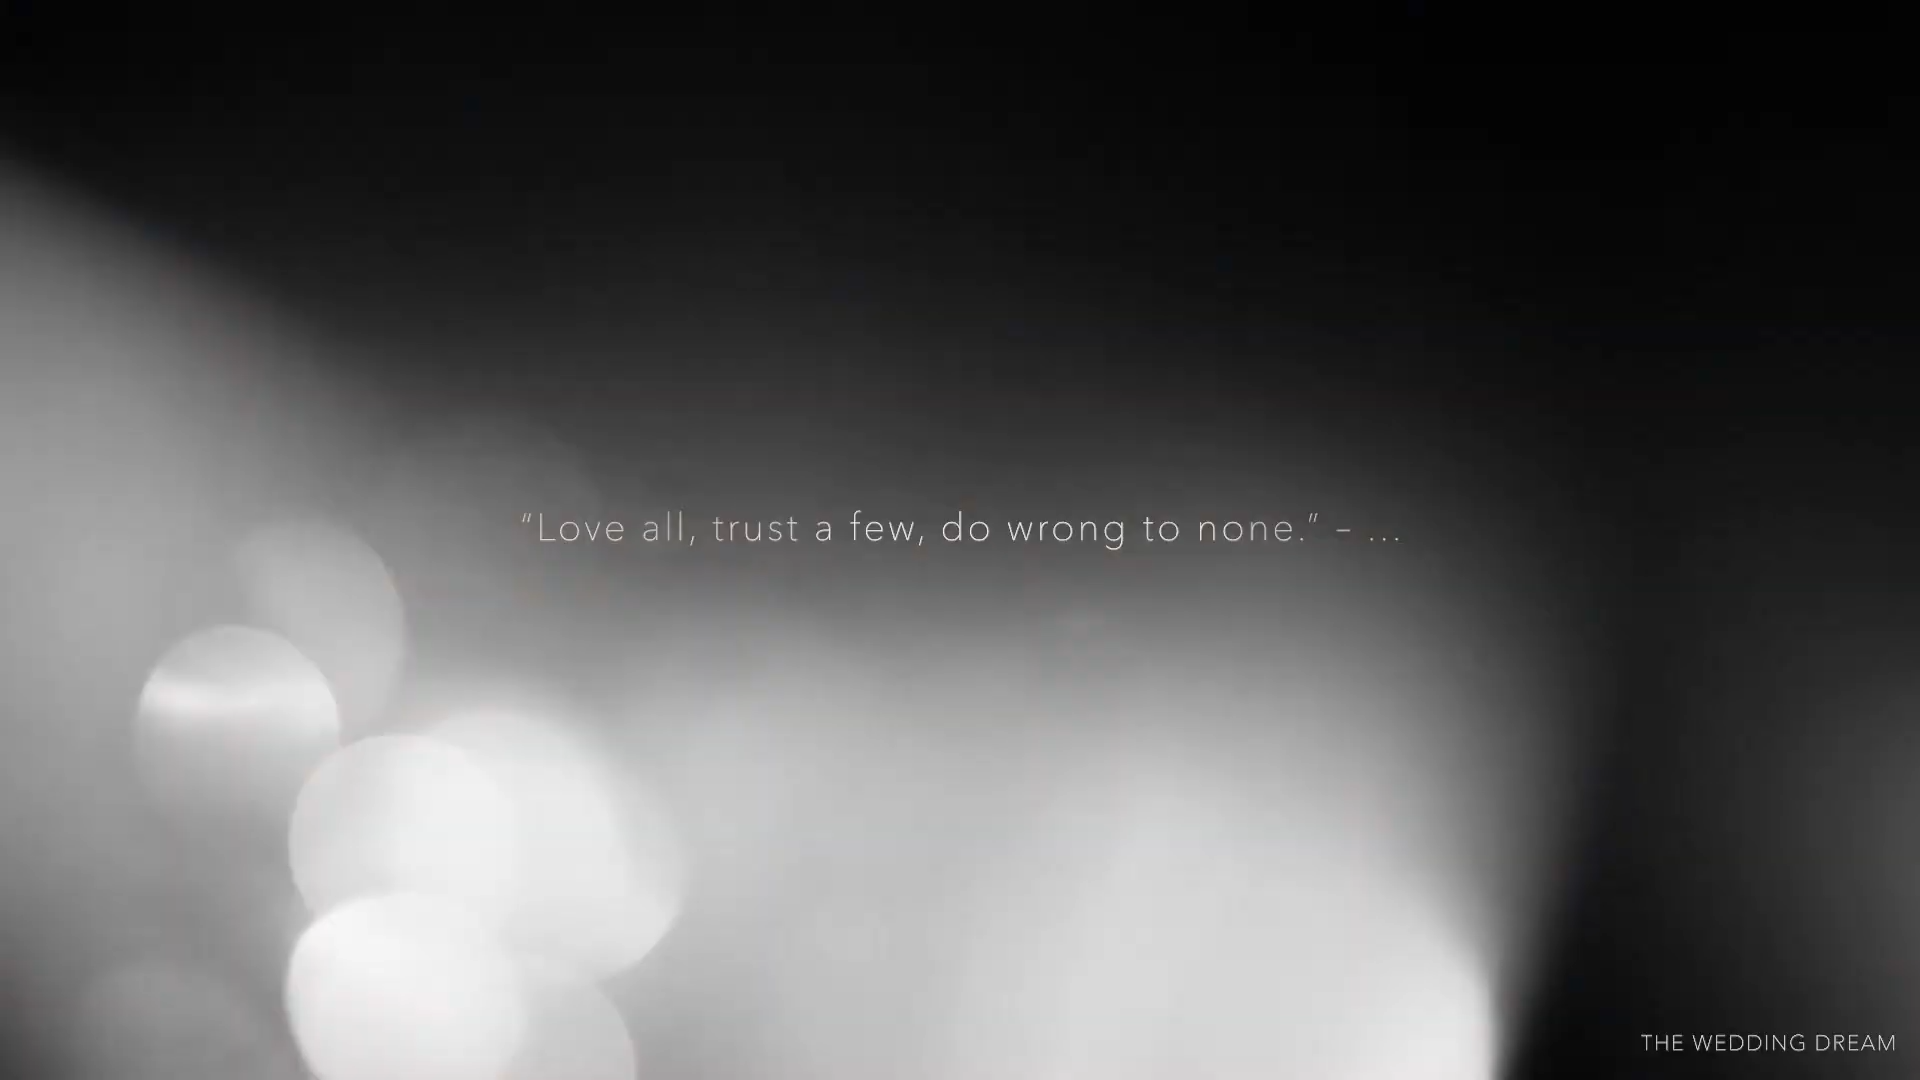 “Love all, trust a few, do wrong to none.” – ...
THE WEDDING DREAM